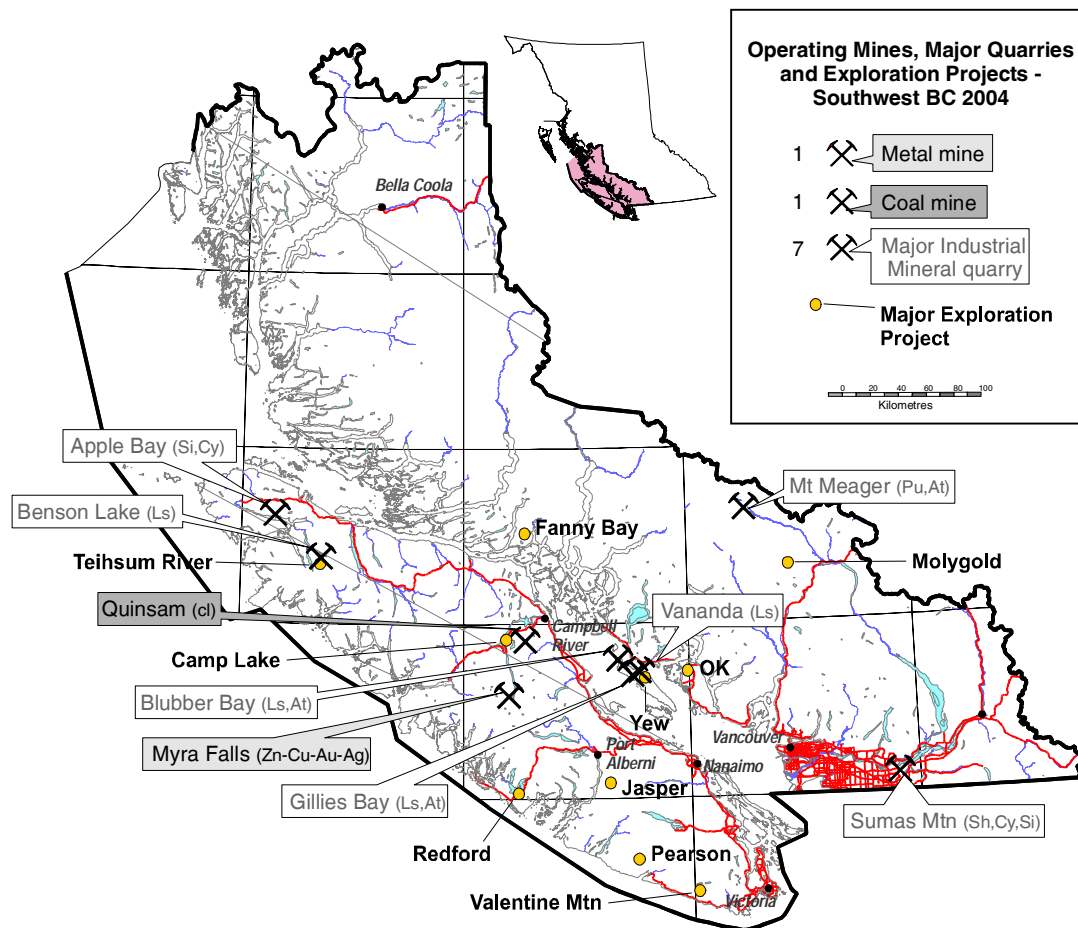 Operating Mines, Major Quarries
and Exploration Projects -
Southwest BC 2004
1 Metal mine
1 Coal mine
7 Major Industrial
Mineral quarry
Major Exploration
Project
0 20 40 60 80 100
Kilometres
Bella Coola
Apple Bay (Si,Cy)
Benson Lake (Ls)
Teihsum River
Quinsam (cl)
Camp Lake
Blubber Bay (Ls,At)
Myra Falls (Zn-Cu-Au-Ag)
Gillies Bay (Ls,At)
Redford
Valentine Mtn
Fanny Bay
Campbell
River
Vananda (Ls)
Mt Meager (Pu,At)
Molygold
OK
Yew
Port
Alberni
Nanaimo
Vancouver
Jasper
Pearson
Victoria
Sumas Mtn (Sh,Cy,Si)